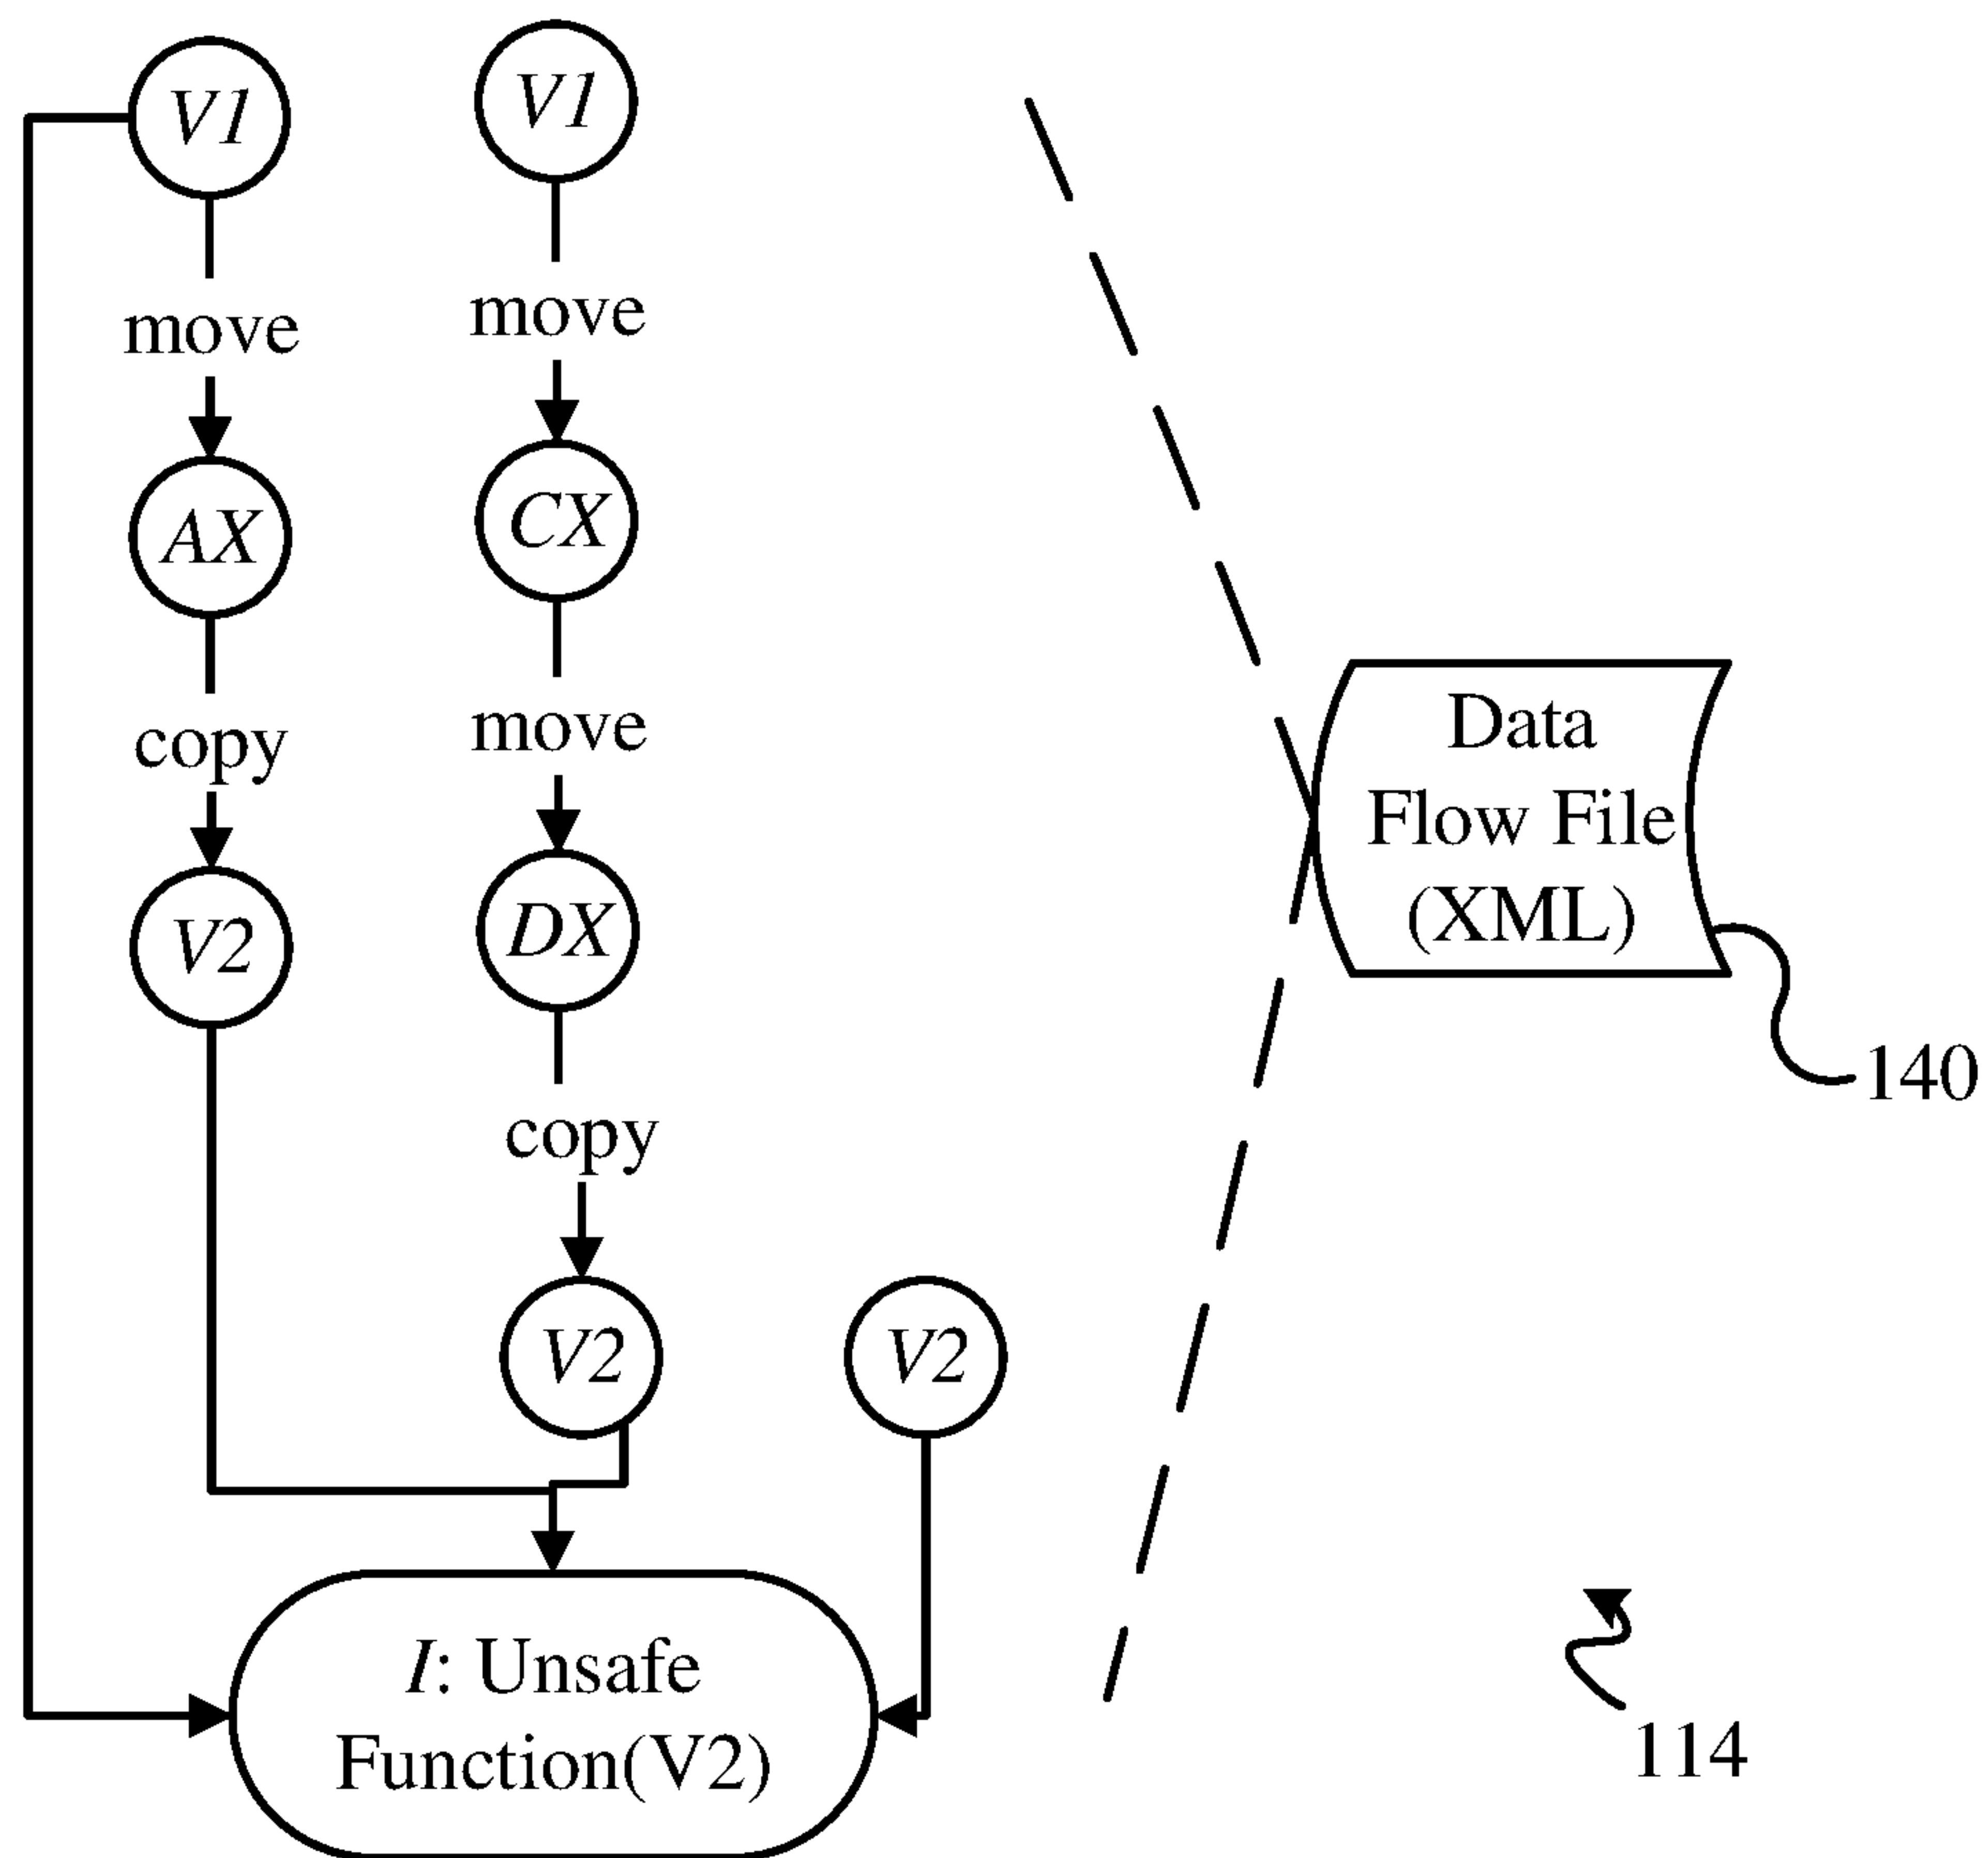 V1
V1
move
move
AX
CX
copy
move
V2
DX
copy
V2
V2
I: Unsafe
Function(V2)
Data
Flow File
(XML)
140
114